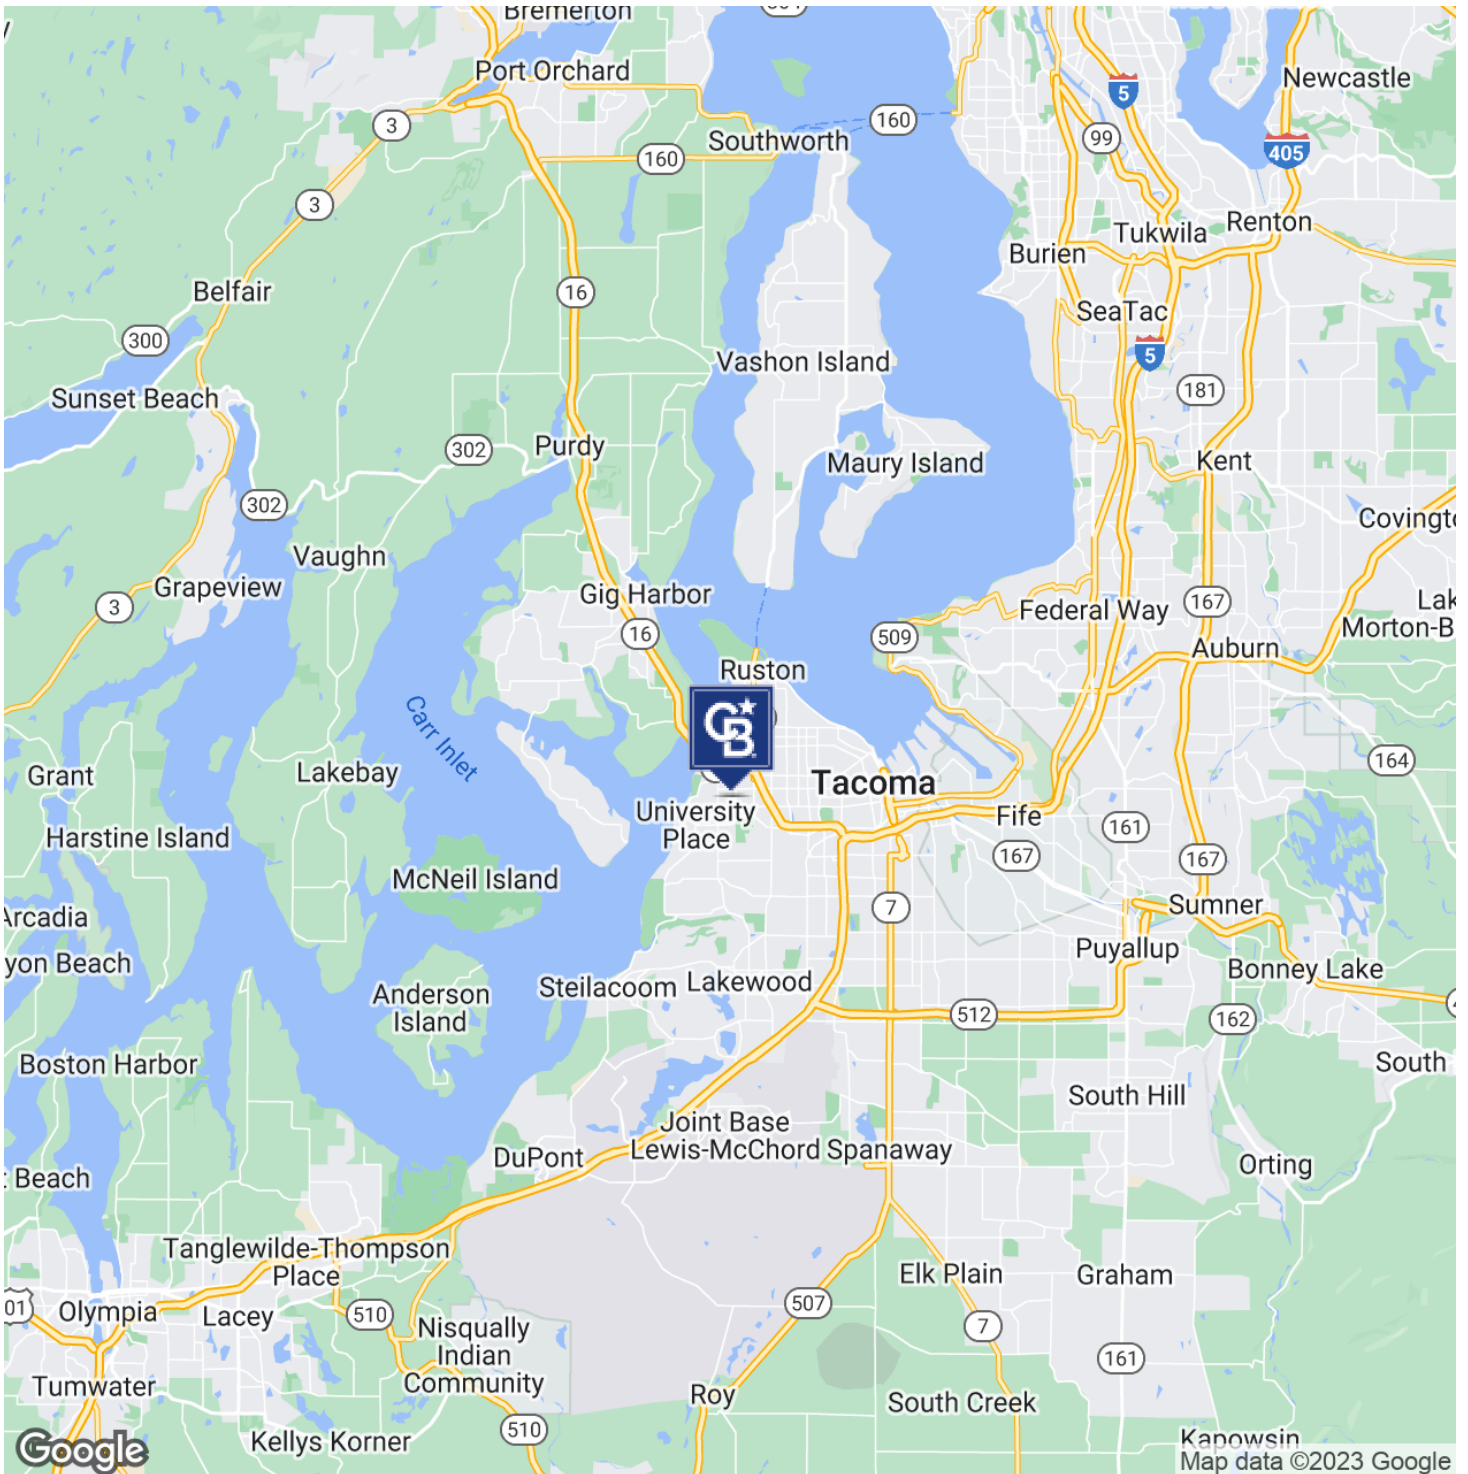 Bremerton
Port Orchard
Newcastle
5
160
3
99
Southworth
405
160
3
Renton
Tukwila
Burien
16
Belfair
SeaTac
300
5
Vashon Island
181
Sunset Beach
302
Purdy
Kent
Maury Island
302
Covingto
Vaughn
Grapeview
Gig Harbor
167
Lak
3
Federal Way
Morton-B
16
509
Auburn
Ruston
CB
Carr Inlet
164
Grant
Lakebay
Tacoma
University
Place
Fife
161
Harstine Island
167
167
McNeil Island
7
Sumner
Arcadia
Puyallup
yon Beach
Bonney Lake
Steilacoom
Lakewood
Anderson
Island
512
162
Boston Harbor
South
South Hill
Joint Base
Lewis-McChord
Spanaway
DuPont
Orting
t Beach
Tanglewilde-Thompson
Place
Elk Plain
Graham
01
Olympia
Lacey
510
507
7
Nisqually
Indian
Community
161
Tumwater
Roy
South Creek
510
Kellys Korner
Kapowsin
Google
Map data ©2023 Google